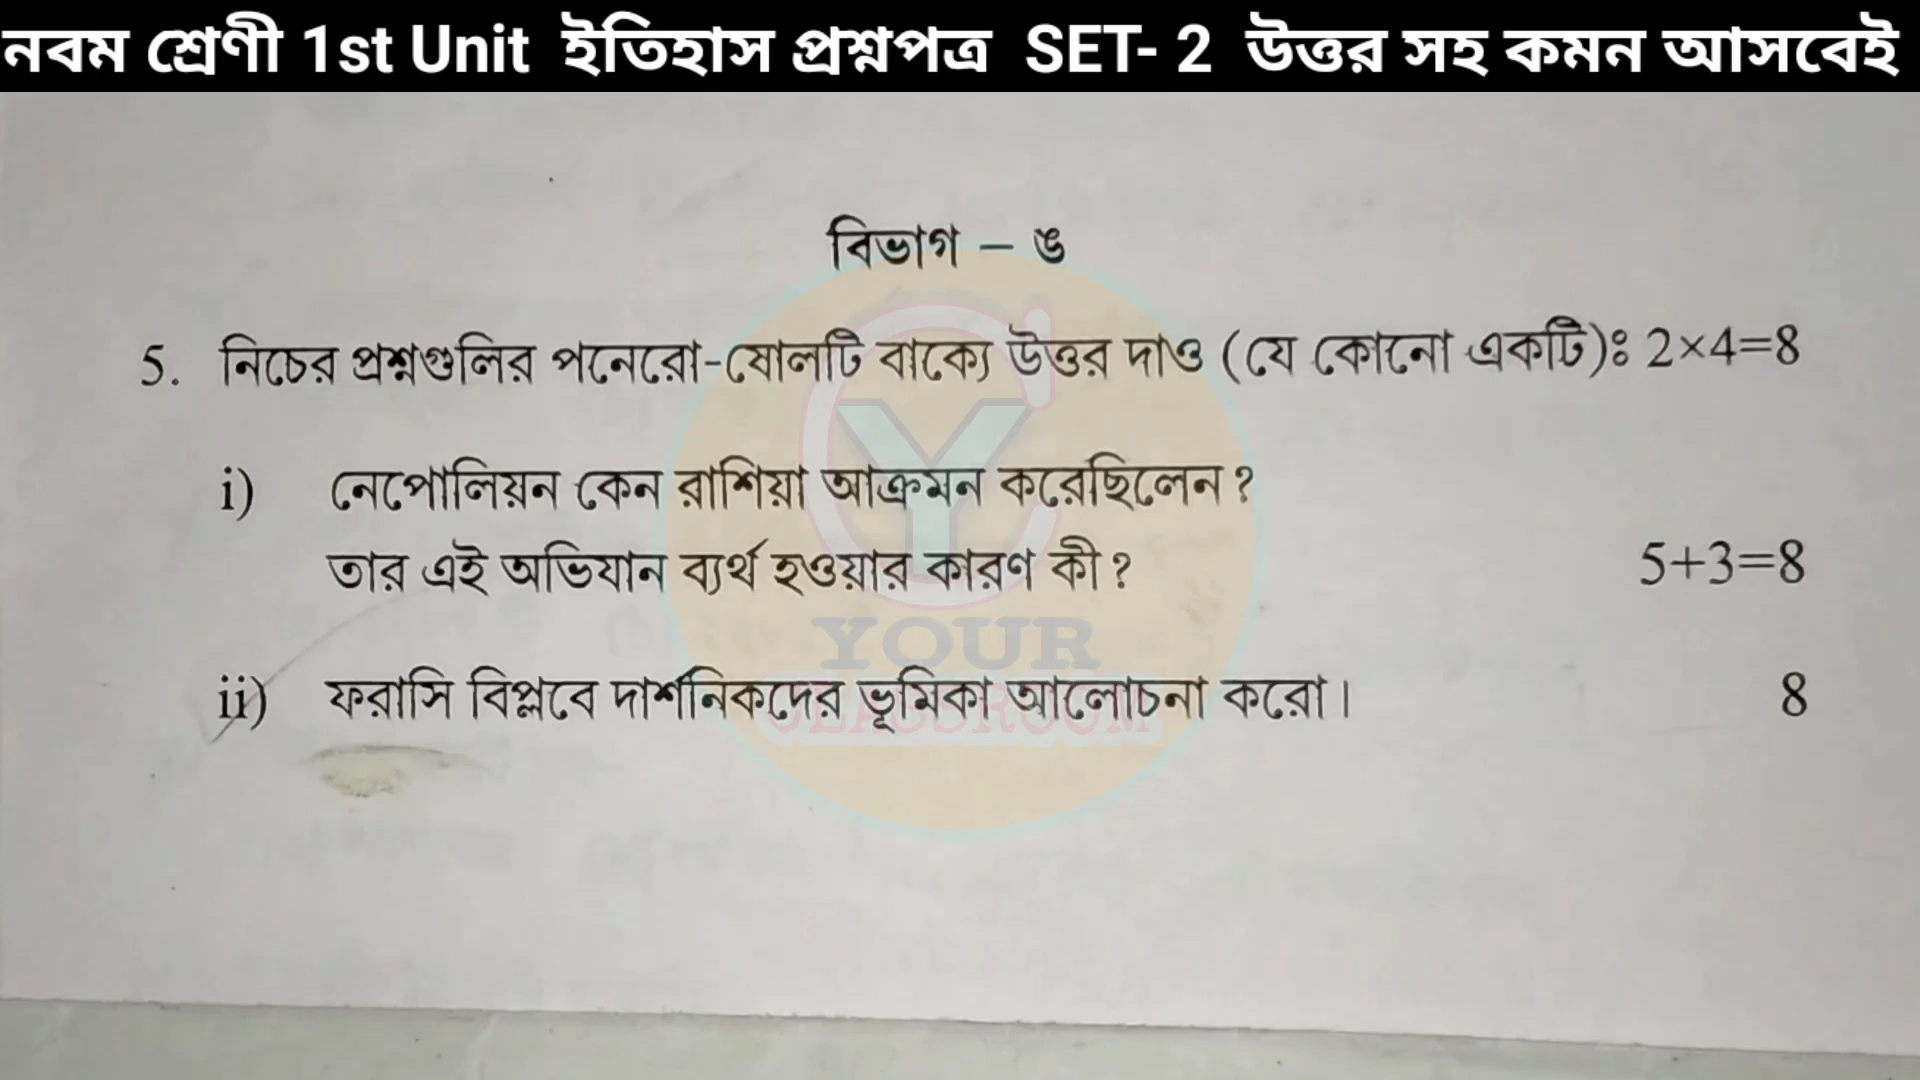 নবম শ্রেণী 1st Unit ইতিহাস প্রশ্নপত্র SET- 2 উত্তর সহ কমন আসবেই
বিভাগ – ঙ
5. নিচের প্রশ্নগুলির পনেরো-ষোলটি বাক্যে উত্তর দাও (যে কোনো একটি)ঃ 2×4=8
i) নেপোলিয়ন কেন রাশিয়া আক্রমন করেছিলেন?
তার এই অভিযান ব্যর্থ হওয়ার কারণ কী? 5+3=8
YOUR
ii) ফরাসি বিপ্লবে দার্শনিকদের ভূমিকা আলোচনা করো। 8
CLASSROOM